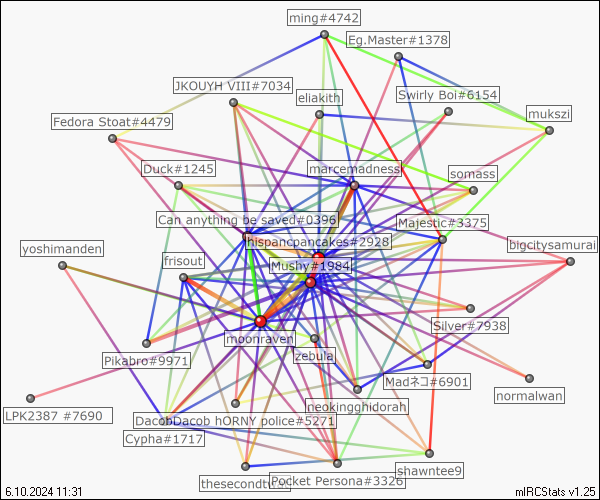 ming#4742
Eg.Master#1378
JKOUYH VIII#7034
eliakith
Swirly Boi#6154
mukszi
Fedora Stoat#4479
Duck#1245
marcemadness
somass
Can anything be saved#0396
Majestic#3375
yoshimanden
hispancpancakes#2928
bigcitysamurai
frisout
Mushy#1984
Silver#7938
moonraven
Pikabro#9971
zebula
Madネコ#6901
normalwan
LPK2387 #7690
neokingghidorah
DacobDacob hORNY police#5271
Cypha#1717
shawntee9
Pocket Persona#3326
6.10.2024 11:31
mIRCStats v1.25